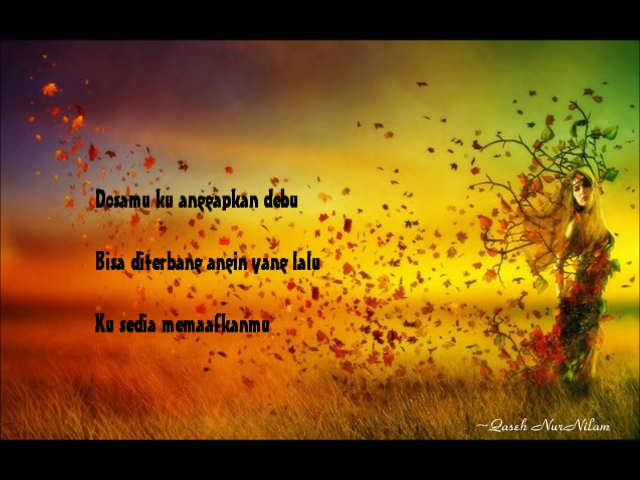 Dosamu ku anggapkan debu
Bisa diterbang angin yang lalu
Ku sedia memaafkanmu
~Qaseh NurNilam